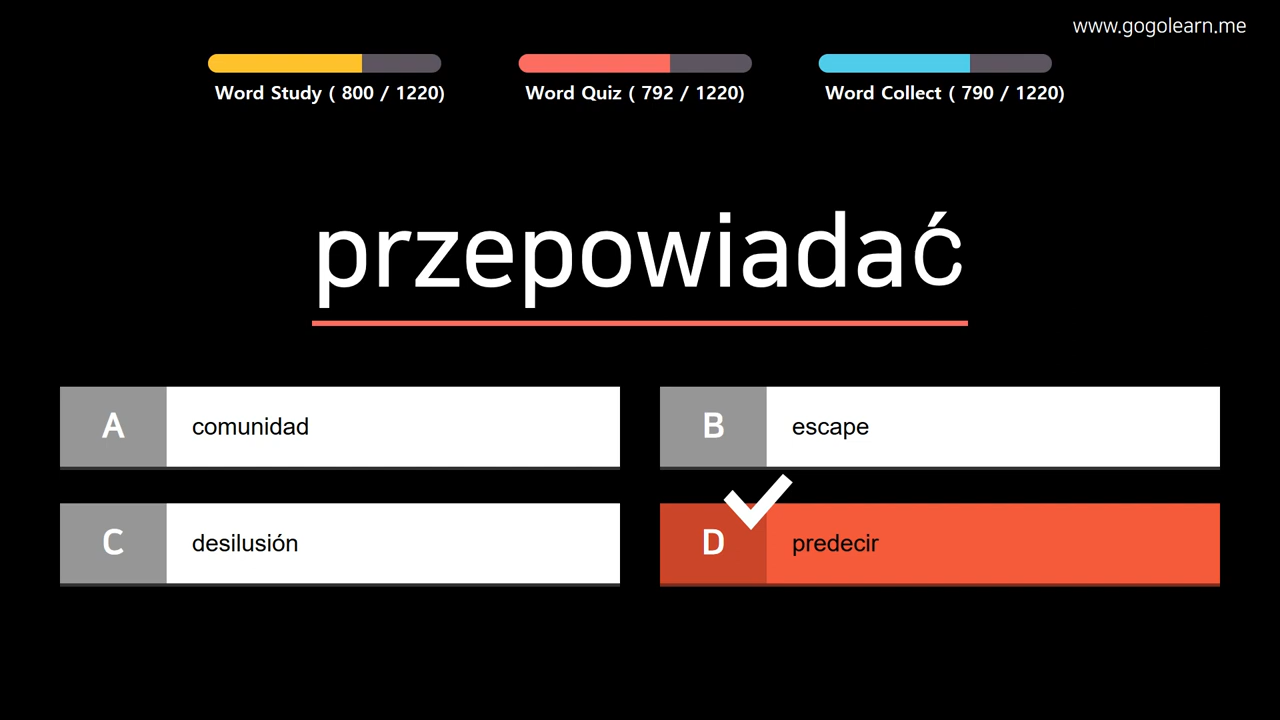 www.gogolearn.me
Word Study ( 800 / 1220)
Word Quiz ( 792 / 1220)
Word Collect ( 790 / 1220)
przepowiadać
A comunidad
B escape
C desilusión
D predecir